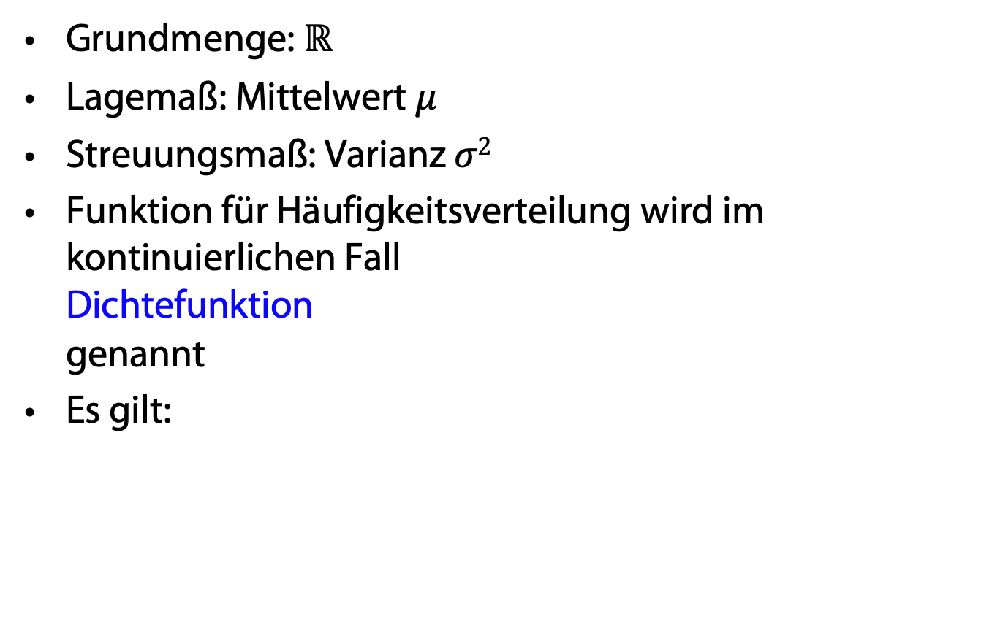 • Grundmenge: ℝ
• Lagemaß: Mittelwert μ
• Streuungsmaß: Varianz σ²
• Funktion für Häufigkeitsverteilung wird im
kontinuierlichen Fall
Dichtefunktion
genannt
• Es gilt: